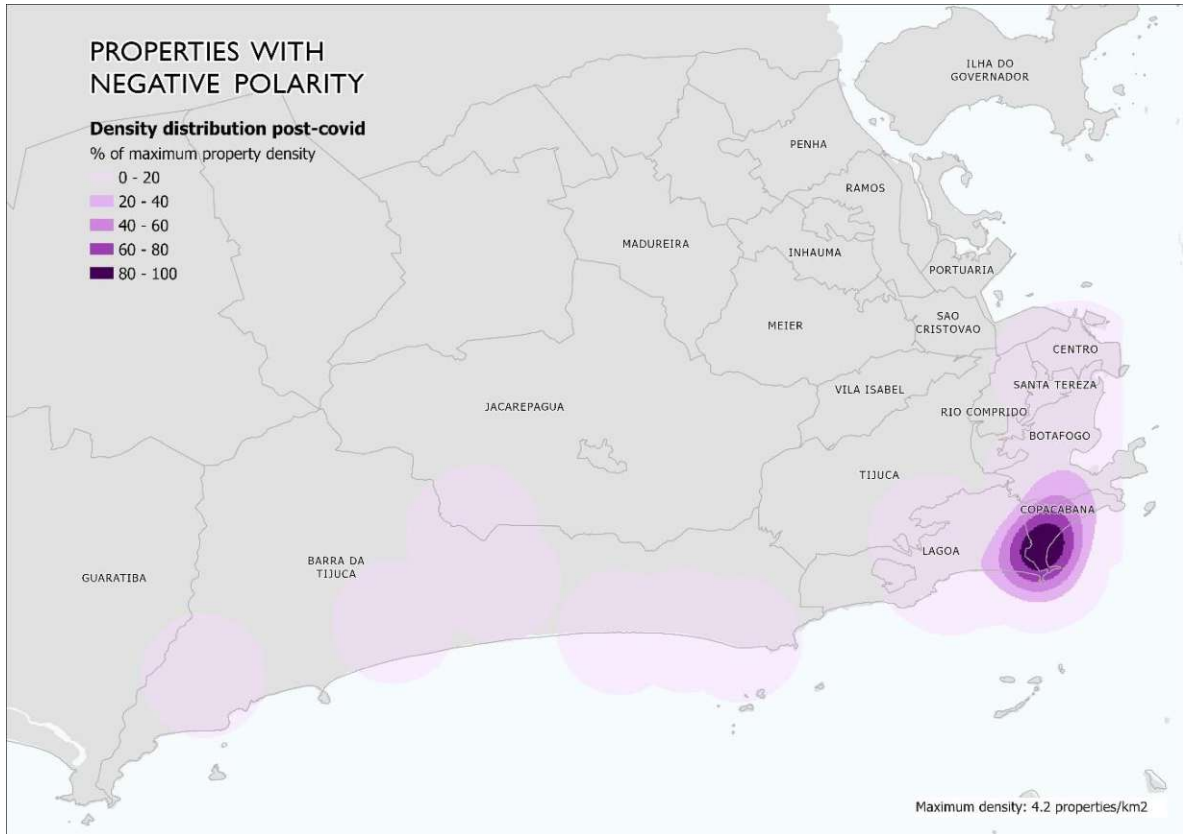 PROPERTIES WITH
NEGATIVE POLARITY
Density distribution post-covid
% of maximum property density
0 - 20
20 - 40
40 - 60
60 - 80
80 - 100
ILHA DO
GOVERNADOR
PENHA
RAMOS
MADUREIRA
INHAUMA
PORTUARIA
MEIER
SAO
CRISTOVAO
CENTRO
VILA ISABEL
SANTA TEREZA
JACAREPAGUA
RIO COMPRIDO
BOTAFOGO
TIJUCA
COPACABANA
LAGOA
BARRA DA
TIJUCA
GUARATIBA
Maximum density: 4.2 properties/km2